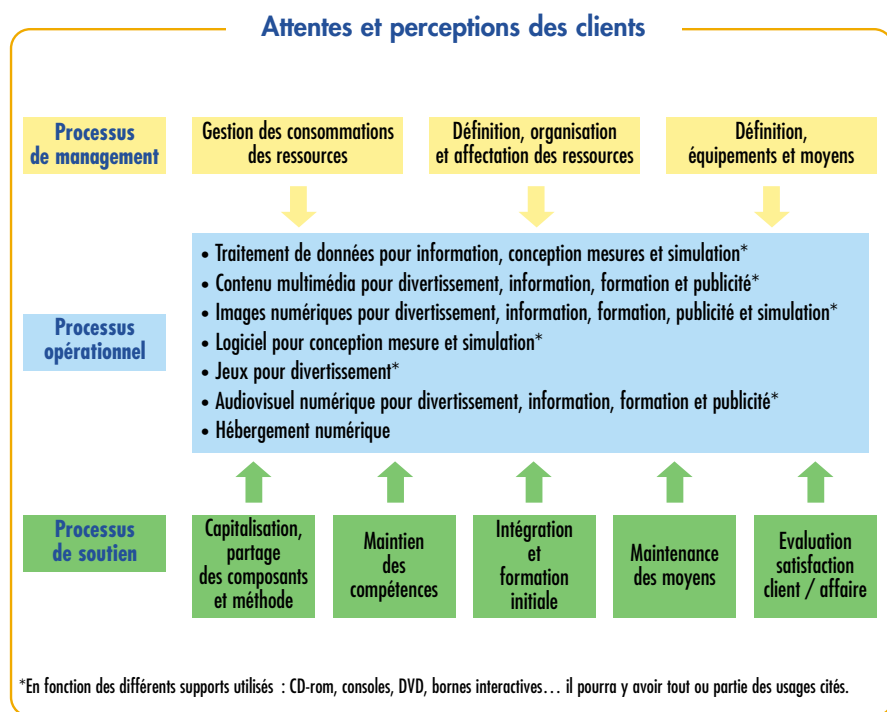 Attentes et perceptions des clients
Processus
de management
Gestion des consommations
des ressources
Définition, organisation
et affectation des ressources
Définition,
équipements et moyens
Processus
opérationnel
• Traitement de données pour information, conception mesures et simulation*
• Contenu multimédia pour divertissement, information, formation et publicité*
• Images numériques pour divertissement, information, formation, publicité et simulation*
• Logiciel pour conception mesure et simulation*
• Jeux pour divertissement*
• Audiovisuel numérique pour divertissement, information, formation et publicité*
• Hébergement numérique
Processus
de soutien
Capitalisation,
partage
des composants
et méthode
Maintien
des
compétences
Intégration
et
formation
initiale
Maintenance
des moyens
Evaluation
satisfaction
client / affaire
*En fonction des différents supports utilisés : CD-rom, consoles, DVD, bornes interactives… il pourra y avoir tout ou partie des usages cités.